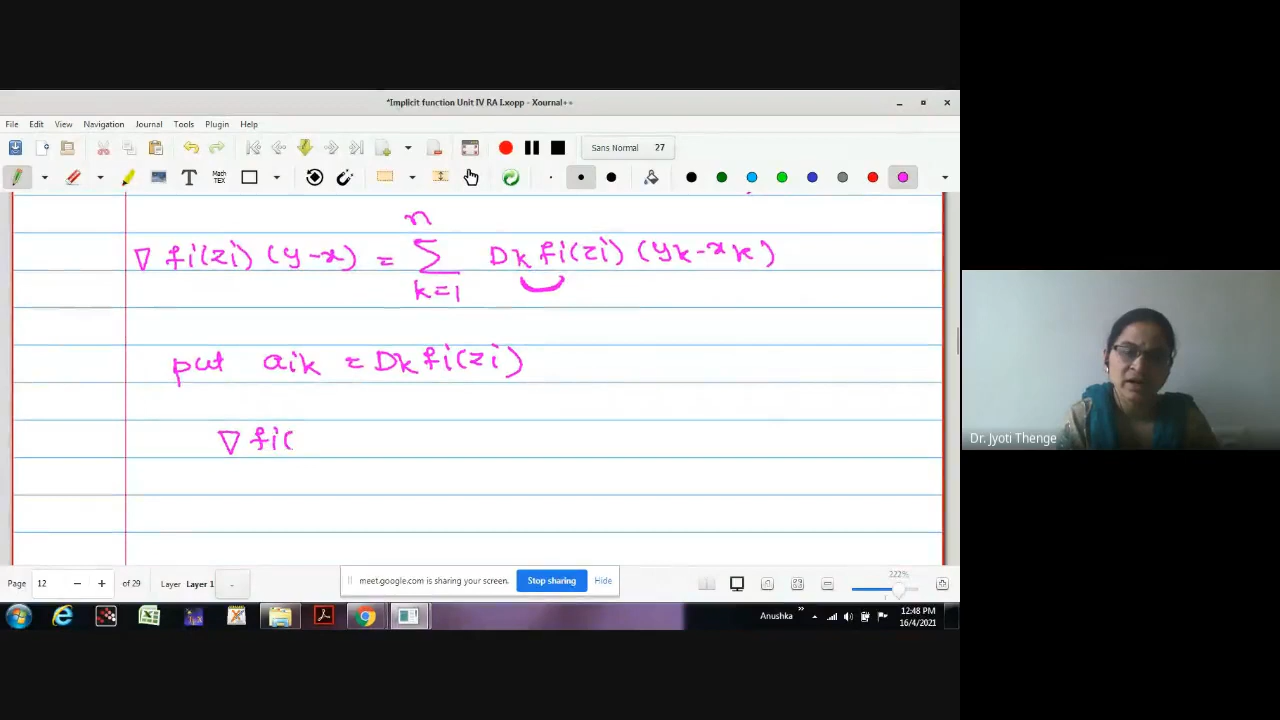 *Implicit function Unit IV RA I.xopp - Xournal++
File Edit View Navigation Journal Tools Plugin Help
Sans Normal 27
Math TEX
n
∇ fi(zi) (y-x) = ∑ Dk fi(zi) (yk-xk)
k=1
put aik = Dk fi(zi)
∇ fi(
Dr. Jyoti Thenge
Page 12 of 29 Layer Layer 1
meet.google.com is sharing your screen. Stop sharing Hide
222%
Anushka
12:48 PM
16/4/2021